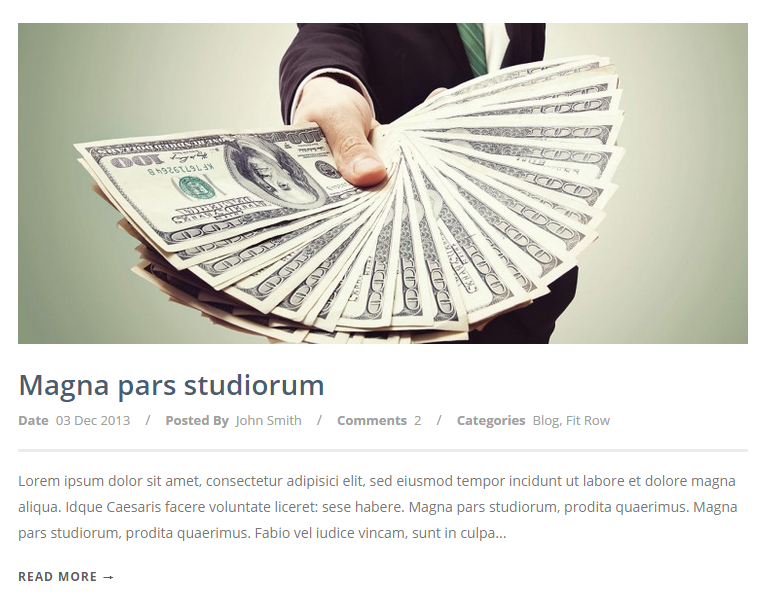 100
KF16719264B
Magna pars studiorum
Date 03 Dec 2013 / Posted By John Smith / Comments 2 / Categories Blog, Fit Row
Lorem ipsum dolor sit amet, consectetur adipisici elit, sed eiusmod tempor incidunt ut labore et dolore magna
aliqua. Idque Caesaris facere voluntate liceret: sese habere. Magna pars studiorum, prodita quaerimus. Magna
pars studiorum, prodita quaerimus. Fabio vel iudice vincam, sunt in culpa...
READ MORE →